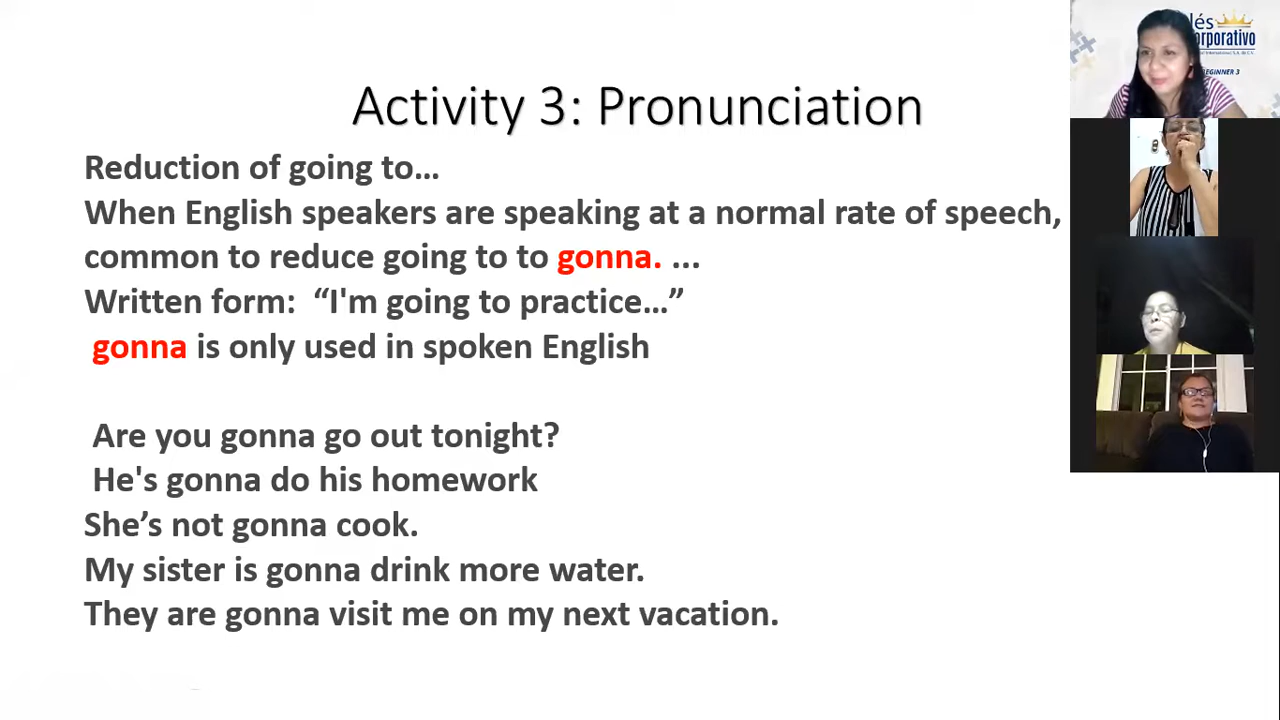 Activity 3: Pronunciation
Reduction of going to...
When English speakers are speaking at a normal rate of speech,
common to reduce going to to gonna. ...
Written form: “I'm going to practice...”
gonna is only used in spoken English
Are you gonna go out tonight?
He's gonna do his homework
She’s not gonna cook.
My sister is gonna drink more water.
They are gonna visit me on my next vacation.
BEGINNER 3